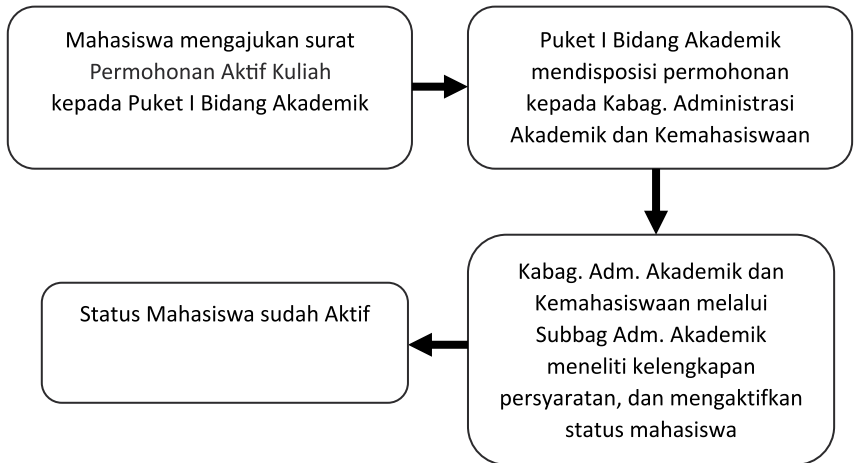 Mahasiswa mengajukan surat
Permohonan Aktif Kuliah
kepada Puket I Bidang Akademik
Puket I Bidang Akademik
mendisposisi permohonan
kepada Kabag. Administrasi
Akademik dan Kemahasiswaan
Kabag. Adm. Akademik dan
Kemahasiswaan melalui
Subbag Adm. Akademik
meneliti kelengkapan
persyaratan, dan mengaktifkan
status mahasiswa
Status Mahasiswa sudah Aktif